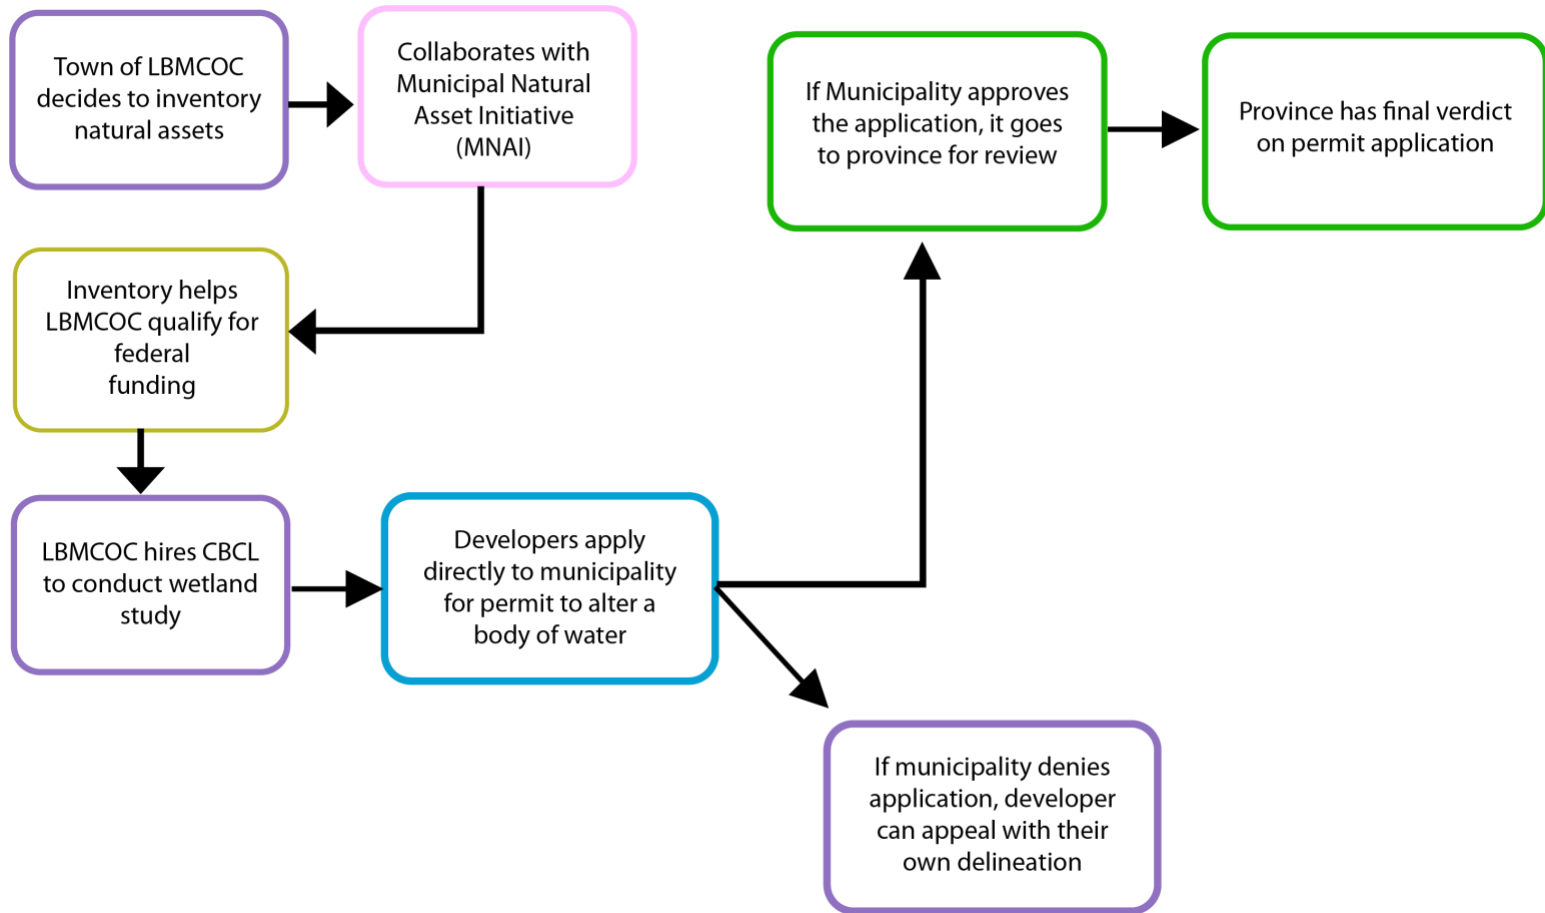 Town of LBMCOC
decides to inventory
natural assets
Collaborates with
Municipal Natural
Asset Initiative
(MNAI)
Inventory helps
LBMCOC qualify for
federal
funding
LBMCOC hires CBCL
to conduct wetland
study
Developers apply
directly to municipality
for permit to alter a
body of water
If Municipality approves
the application, it goes
to province for review
Province has final verdict
on permit application
If municipality denies
application, developer
can appeal with their
own delineation